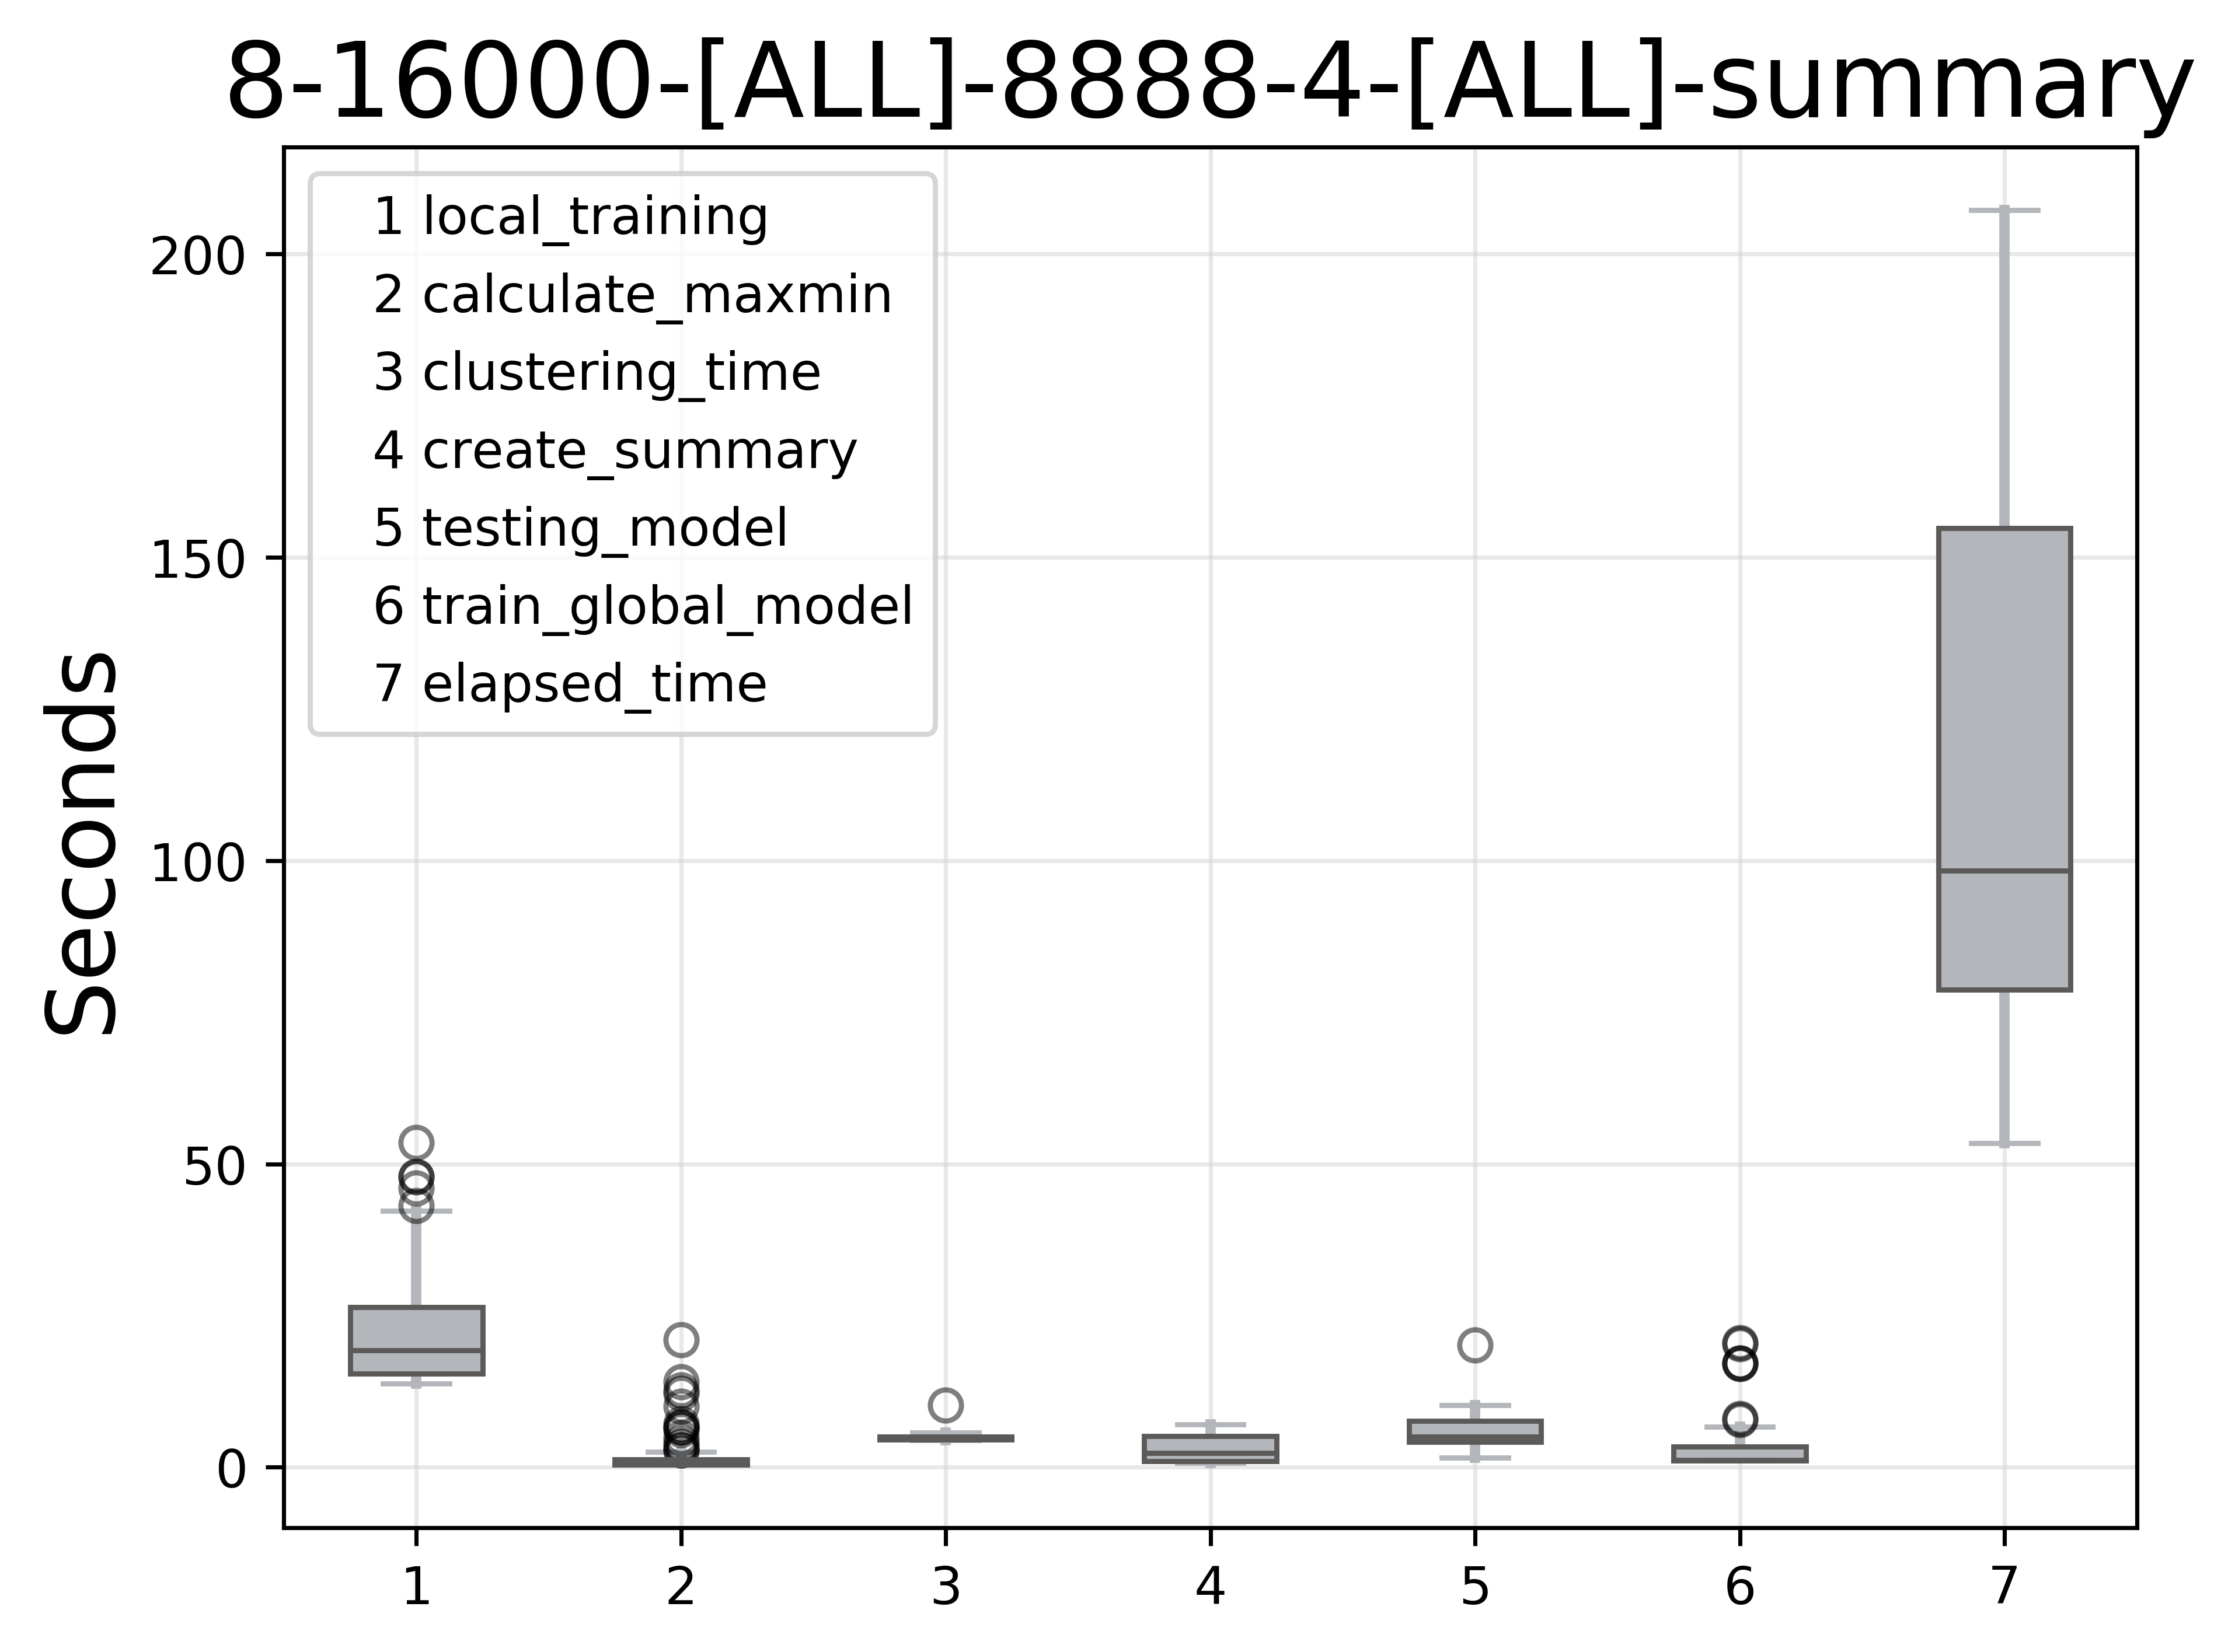 8-16000-[ALL]-8888-4-[ALL]-summary
1 local_training
2 calculate_maxmin
3 clustering_time
4 create_summary
5 testing_model
6 train_global_model
7 elapsed_time
Seconds
200
150
100
50
0
1 2 3 4 5 6 7